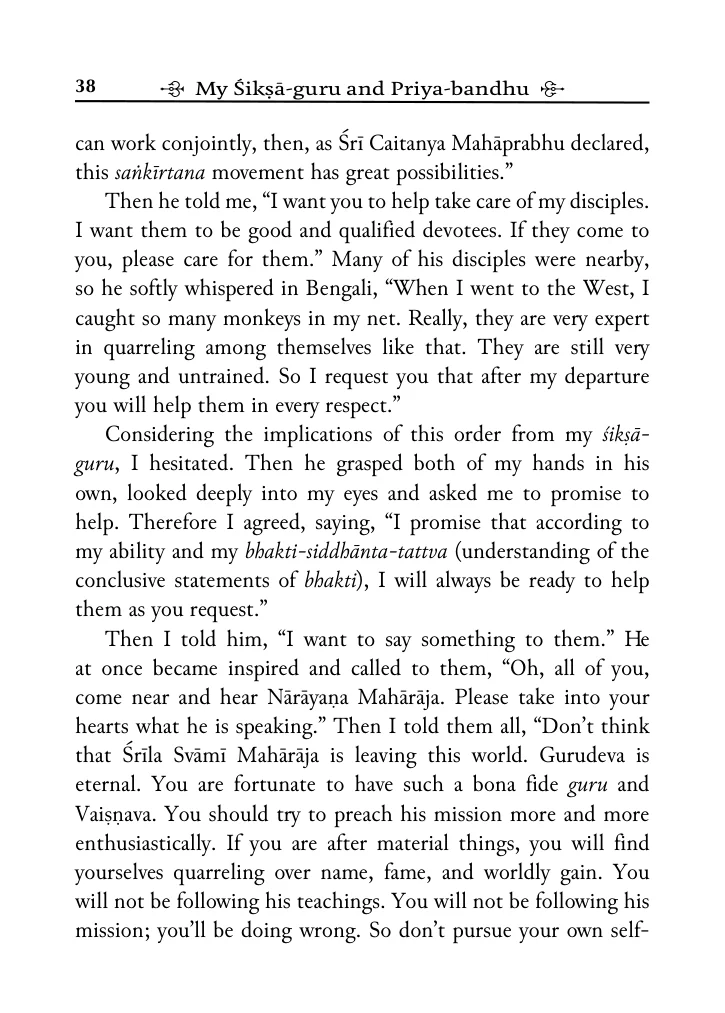 38 My Śikṣā-guru and Priya-bandhu
can work conjointly, then, as Śrī Caitanya Mahāprabhu declared,
this saṅkīrtana movement has great possibilities.”
Then he told me, “I want you to help take care of my disciples.
I want them to be good and qualified devotees. If they come to
you, please care for them.” Many of his disciples were nearby,
so he softly whispered in Bengali, “When I went to the West, I
caught so many monkeys in my net. Really, they are very expert
in quarreling among themselves like that. They are still very
young and untrained. So I request you that after my departure
you will help them in every respect.”
Considering the implications of this order from my śikṣā-
guru, I hesitated. Then he grasped both of my hands in his
own, looked deeply into my eyes and asked me to promise to
help. Therefore I agreed, saying, “I promise that according to
my ability and my bhakti-siddhānta-tattva (understanding of the
conclusive statements of bhakti), I will always be ready to help
them as you request.”
Then I told him, “I want to say something to them.” He
at once became inspired and called to them, “Oh, all of you,
come near and hear Nārāyaṇa Mahārāja. Please take into your
hearts what he is speaking.” Then I told them all, “Don’t think
that Śrīla Svāmī Mahārāja is leaving this world. Gurudeva is
eternal. You are fortunate to have such a bona fide guru and
Vaiṣṇava. You should try to preach his mission more and more
enthusiastically. If you are after material things, you will find
yourselves quarreling over name, fame, and worldly gain. You
will not be following his teachings. You will not be following his
mission; you’ll be doing wrong. So don’t pursue your own self-